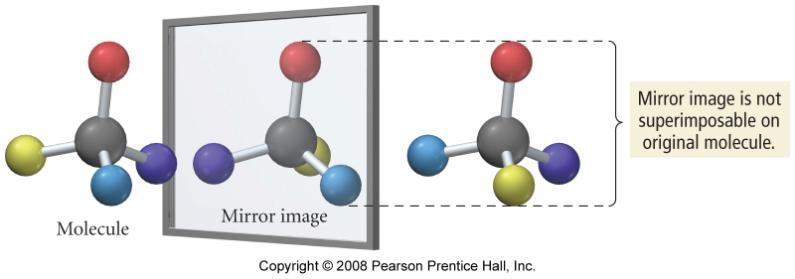 Mirror image is not
superimposable on
original molecule.
Molecule
Mirror image
Copyright © 2008 Pearson Prentice Hall, Inc.